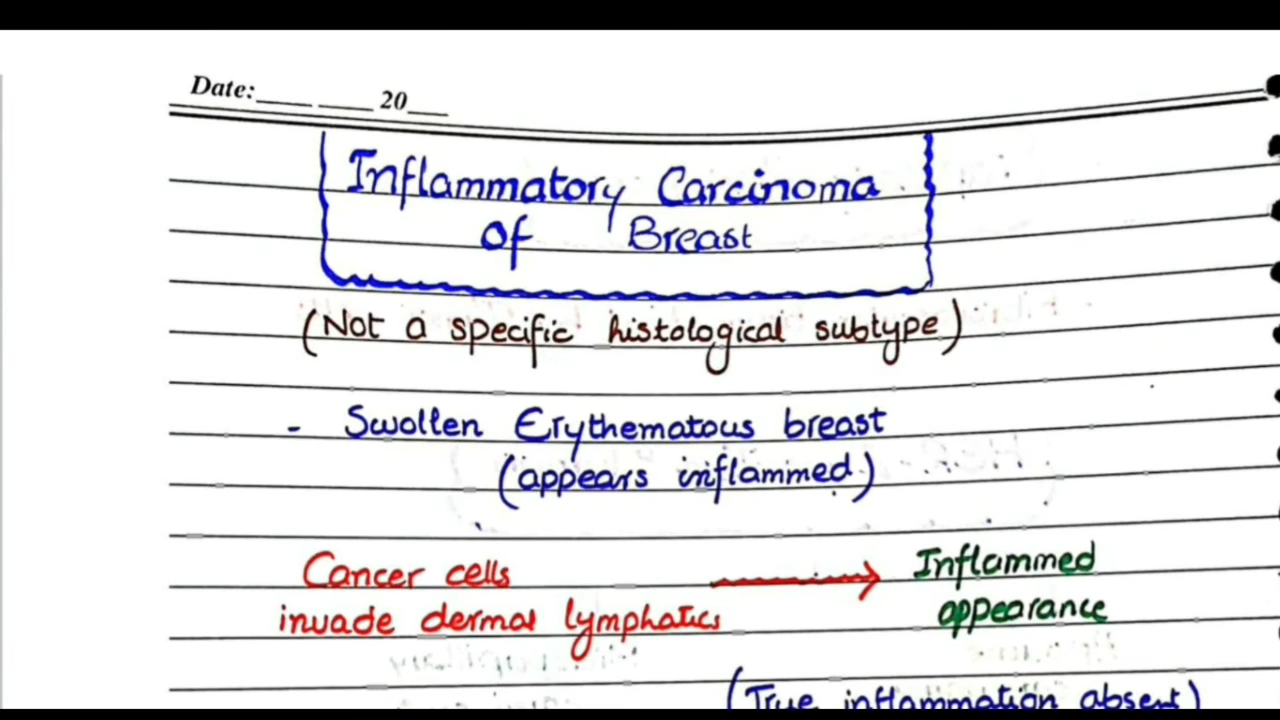 Date:____ ____ 20___
Inflammatory Carcinoma
of Breast
(Not a specific histological subtype)
- Swollen Erythematous breast
(appears inflammed)
Cancer cells → Inflammed
invade dermal lymphatics appearance
(True inflammation absent)